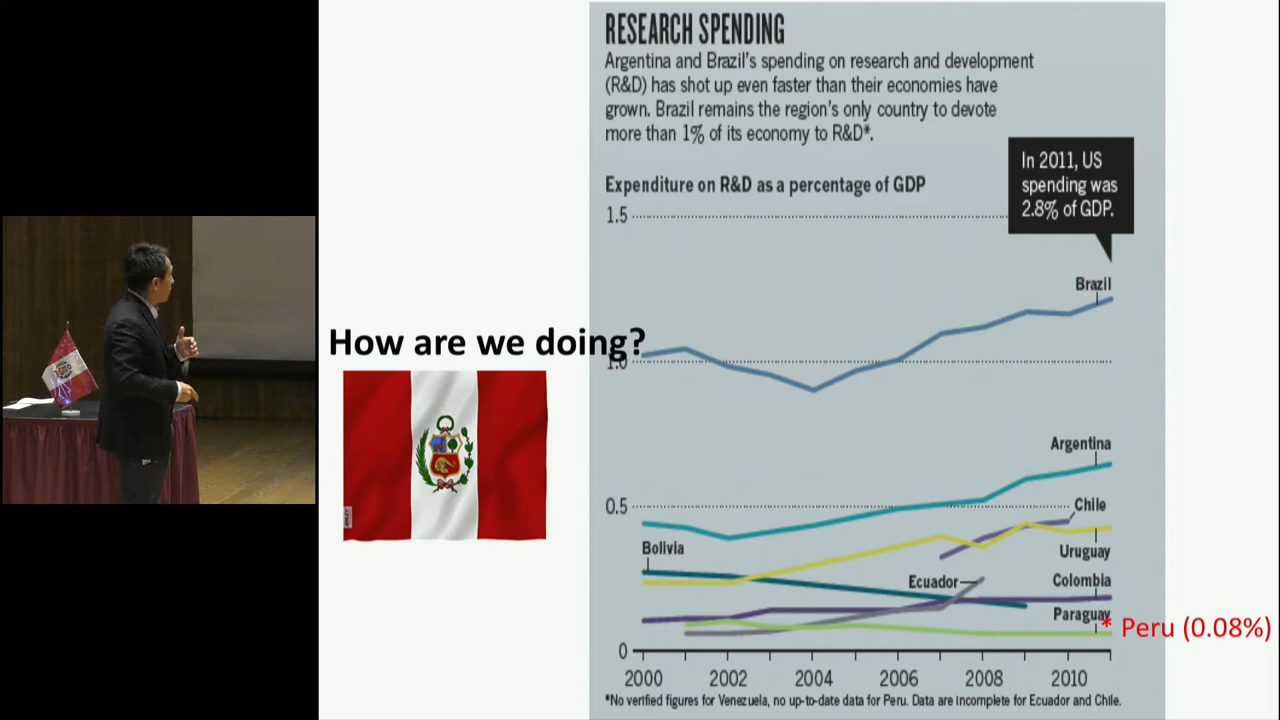 RESEARCH SPENDING
Argentina and Brazil's spending on research and development
(R&D) has shot up even faster than their economies have
grown. Brazil remains the region's only country to devote
more than 1% of its economy to R&D*.
In 2011, US
spending was
2.8% of GDP.
Expenditure on R&D as a percentage of GDP
1.5
Brazil
How are we doing?
1.0
Argentina
0.5
Chile
Bolivia
Uruguay
Ecuador
Colombia
Paraguay
* Peru (0.08%)
0
2000 2002 2004 2006 2008 2010
*No verified figures for Venezuela, no up-to-date data for Peru. Data are incomplete for Ecuador and Chile.